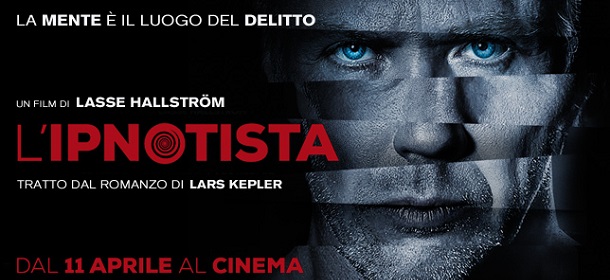 LA MENTE È IL LUOGO DEL DELITTO
UN FILM DI LASSE HALLSTRÖM
L'IPNOTISTA
TRATTO DAL ROMANZO DI LARS KEPLER
DAL 11 APRILE AL CINEMA